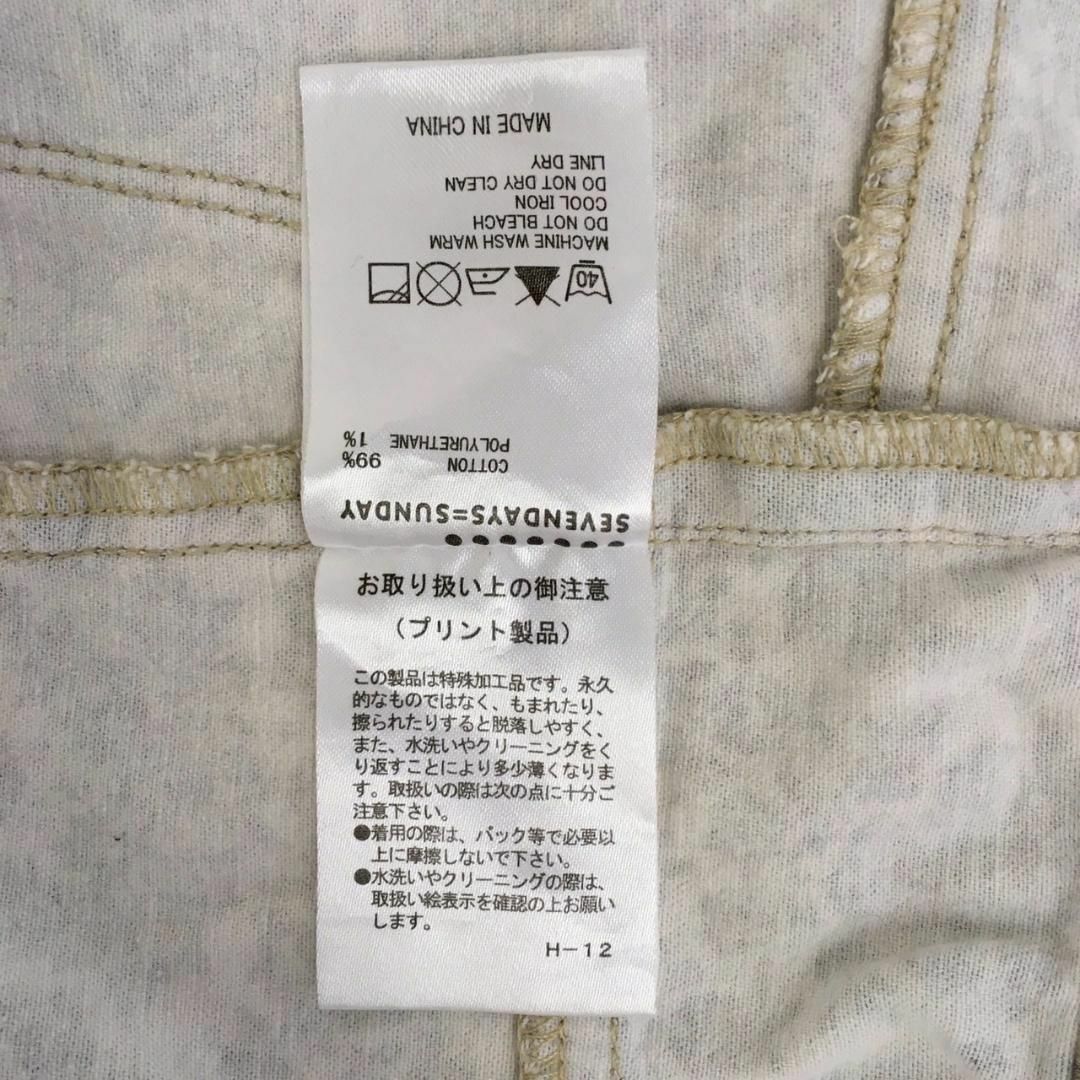 SEVENDAYS=SUNDAY
COTTON 99%
POLYURETHANE 1%
40
MACHINE WASH WARM
DO NOT BLEACH
COOL IRON
DO NOT DRY CLEAN
LINE DRY
MADE IN CHINA
お取り扱い上の御注意
（プリント製品）
この製品は特殊加工品です。永久
的なものではなく、もまれたり、
擦られたりすると脱落しやすく、
また、水洗いやクリーニングをく
り返すことにより多少薄くなりま
す。取扱いの際は次の点に十分ご
注意下さい。
●着用の際は、バック等で必要以
上に摩擦しないで下さい。
●水洗いやクリーニングの際は、
取扱い絵表示を確認の上お願い
します。
H-12